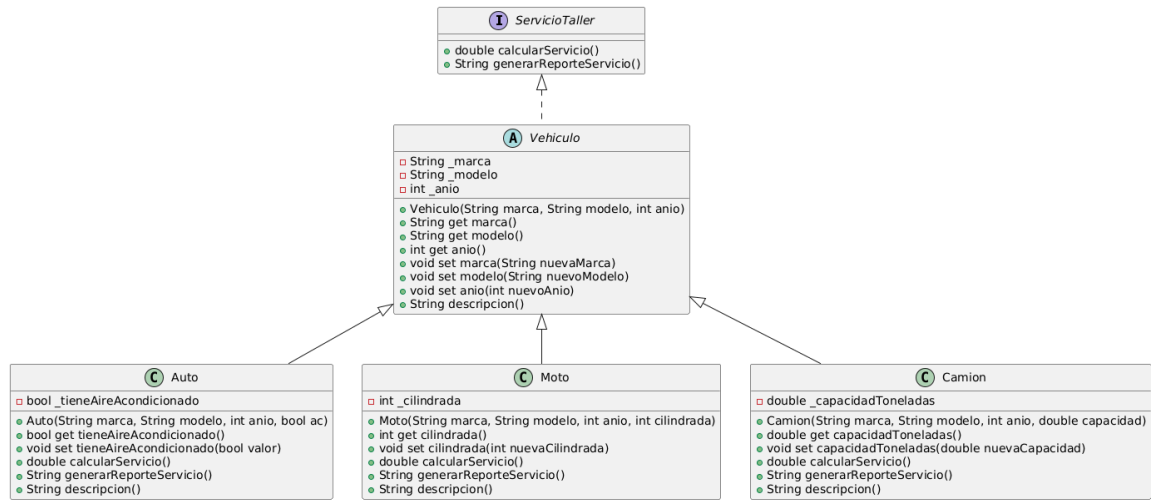 I ServicioTaller
double calcularServicio()
String generarReporteServicio()
A Vehiculo
String _marca
String _modelo
int _anio
Vehiculo(String marca, String modelo, int anio)
String get marca()
String get modelo()
int get anio()
void set marca(String nuevaMarca)
void set modelo(String nuevoModelo)
void set anio(int nuevoAnio)
String descripcion()
C Auto
bool _tieneAireAcondicionado
Auto(String marca, String modelo, int anio, bool ac)
bool get tieneAireAcondicionado()
void set tieneAireAcondicionado(bool valor)
double calcularServicio()
String generarReporteServicio()
String descripcion()
C Moto
int _cilindrada
Moto(String marca, String modelo, int anio, int cilindrada)
int get cilindrada()
void set cilindrada(int nuevaCilindrada)
double calcularServicio()
String generarReporteServicio()
String descripcion()
C Camion
double _capacidadToneladas
Camion(String marca, String modelo, int anio, double capacidad)
double get capacidadToneladas()
void set capacidadToneladas(double nuevaCapacidad)
double calcularServicio()
String generarReporteServicio()
String descripcion()